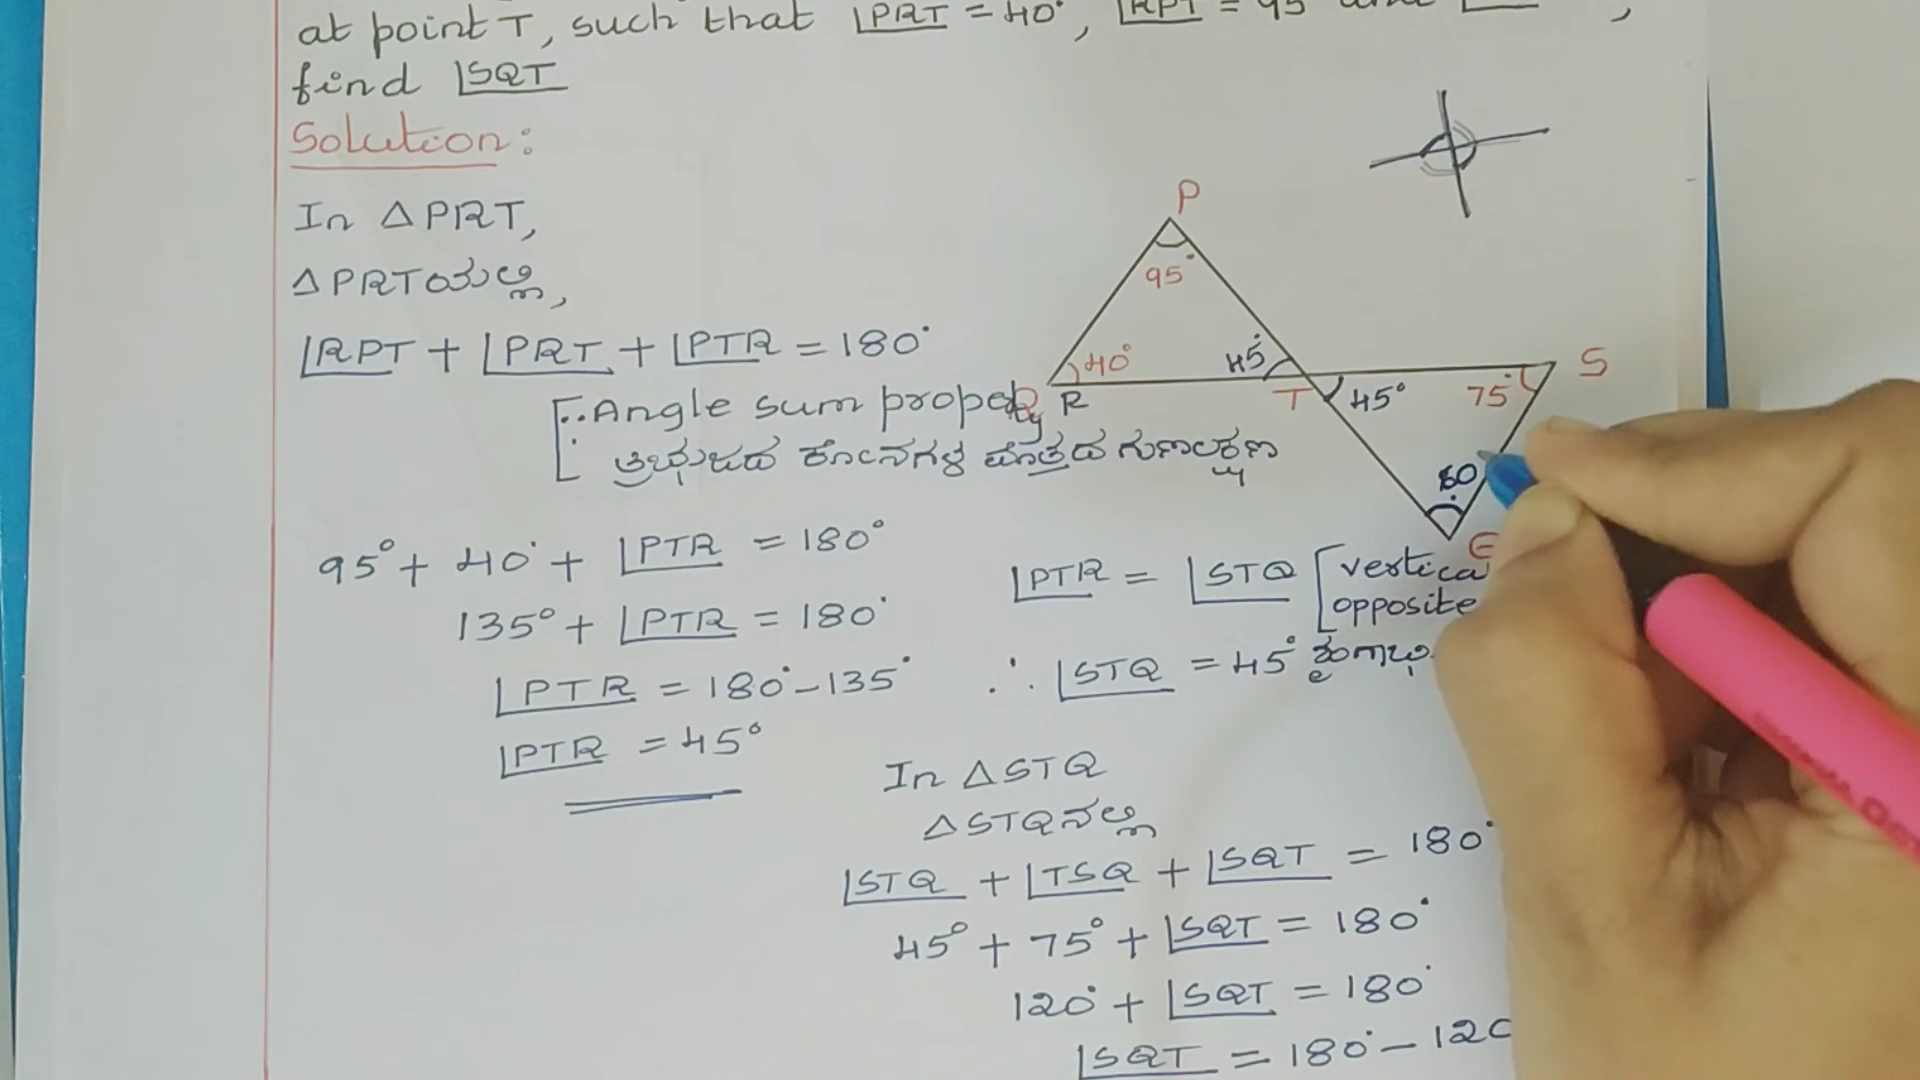 at point T, such that ∠PRT = 40°, ∠RPT = 95
find ∠SQT
Solution:
In △PRT,
△PRTಯಲ್ಲಿ,
∠RPT + ∠PRT + ∠PTR = 180°
[∵ Angle sum property
ತ್ರಿಭುಜದ ಕೋನಗಳ ಮೊತ್ತದ ಗುಣಲಕ್ಷಣ
95° + 40° + ∠PTR = 180°
135° + ∠PTR = 180°
∠PTR = 180° - 135°
∠PTR = 45°
P
95°
40°
45°
R
T
45°
75°
S
60
∠PTR = ∠STQ [vertica
opposite
∴ ∠STQ = 45°
In △STQ
△STQನಲ್ಲಿ
∠STQ + ∠TSQ + ∠SQT = 180°
45° + 75° + ∠SQT = 180°
120° + ∠SQT = 180°
∠SQT = 180° - 120